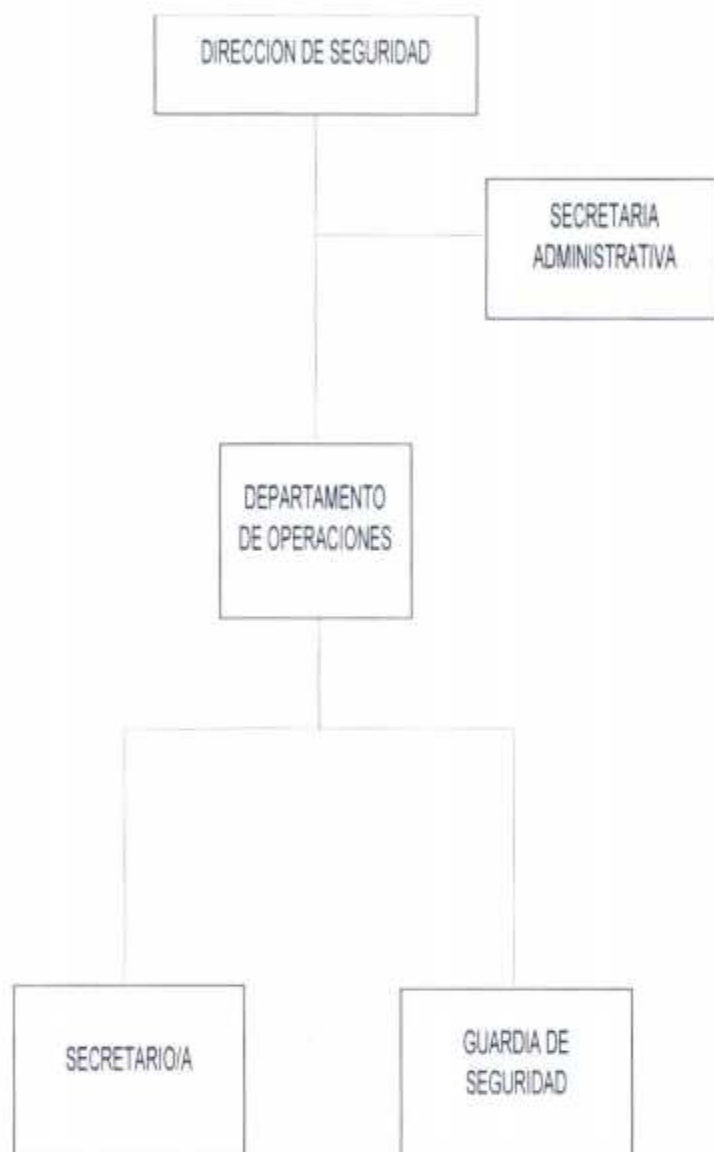 DIRECCION DE SEGURIDAD
SECRETARIA
ADMINISTRATIVA
DEPARTAMENTO
DE OPERACIONES
SECRETARIO/A
GUARDIA DE
SEGURIDAD